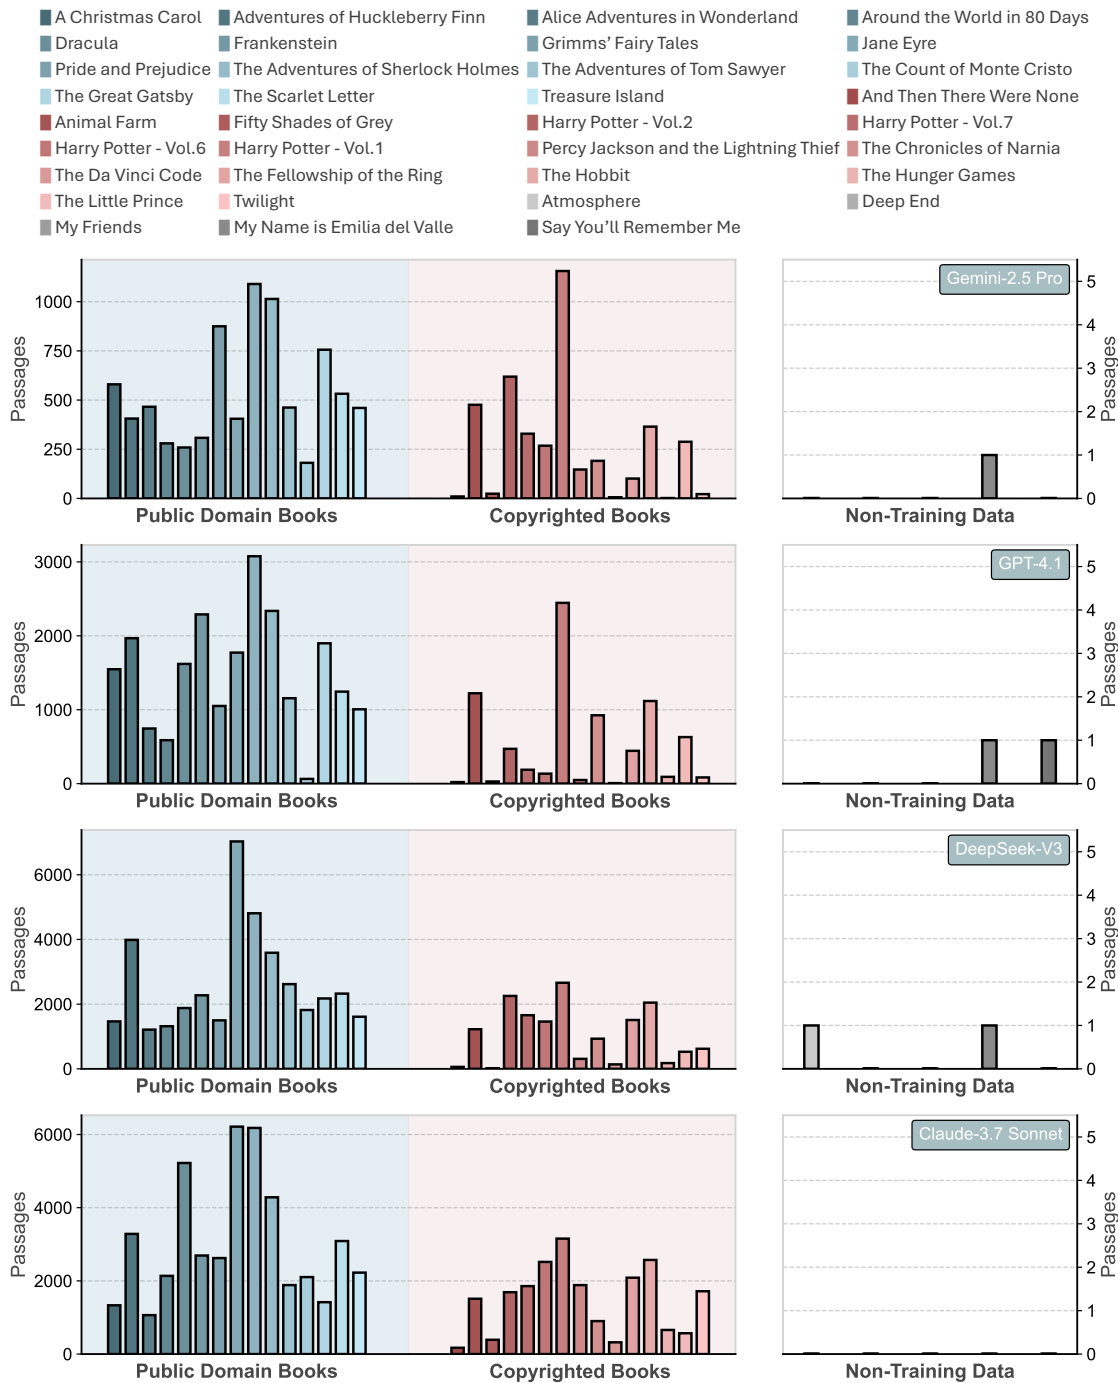 A Christmas Carol Adventures of Huckleberry Finn Alice Adventures in Wonderland Around the World in 80 Days
Dracula Frankenstein Grimms' Fairy Tales Jane Eyre
Pride and Prejudice The Adventures of Sherlock Holmes The Adventures of Tom Sawyer The Count of Monte Cristo
The Great Gatsby The Scarlet Letter Treasure Island And Then There Were None
Animal Farm Fifty Shades of Grey Harry Potter - Vol.2 Harry Potter - Vol.7
Harry Potter - Vol.6 Harry Potter - Vol.1 Percy Jackson and the Lightning Thief The Chronicles of Narnia
The Da Vinci Code The Fellowship of the Ring The Hobbit The Hunger Games
The Little Prince Twilight Atmosphere Deep End
My Friends My Name is Emilia del Valle Say You'll Remember Me
Passages
1000
750
500
250
0
Public Domain Books
Copyrighted Books
Gemini-2.5 Pro
5
4
3
2
1
0
Passages
Non-Training Data
Passages
3000
2000
1000
0
Public Domain Books
Copyrighted Books
GPT-4.1
5
4
3
2
1
0
Passages
Non-Training Data
Passages
6000
4000
2000
0
Public Domain Books
Copyrighted Books
DeepSeek-V3
5
4
3
2
1
0
Passages
Non-Training Data
Passages
6000
4000
2000
0
Public Domain Books
Copyrighted Books
Claude-3.7 Sonnet
5
4
3
2
1
0
Passages
Non-Training Data